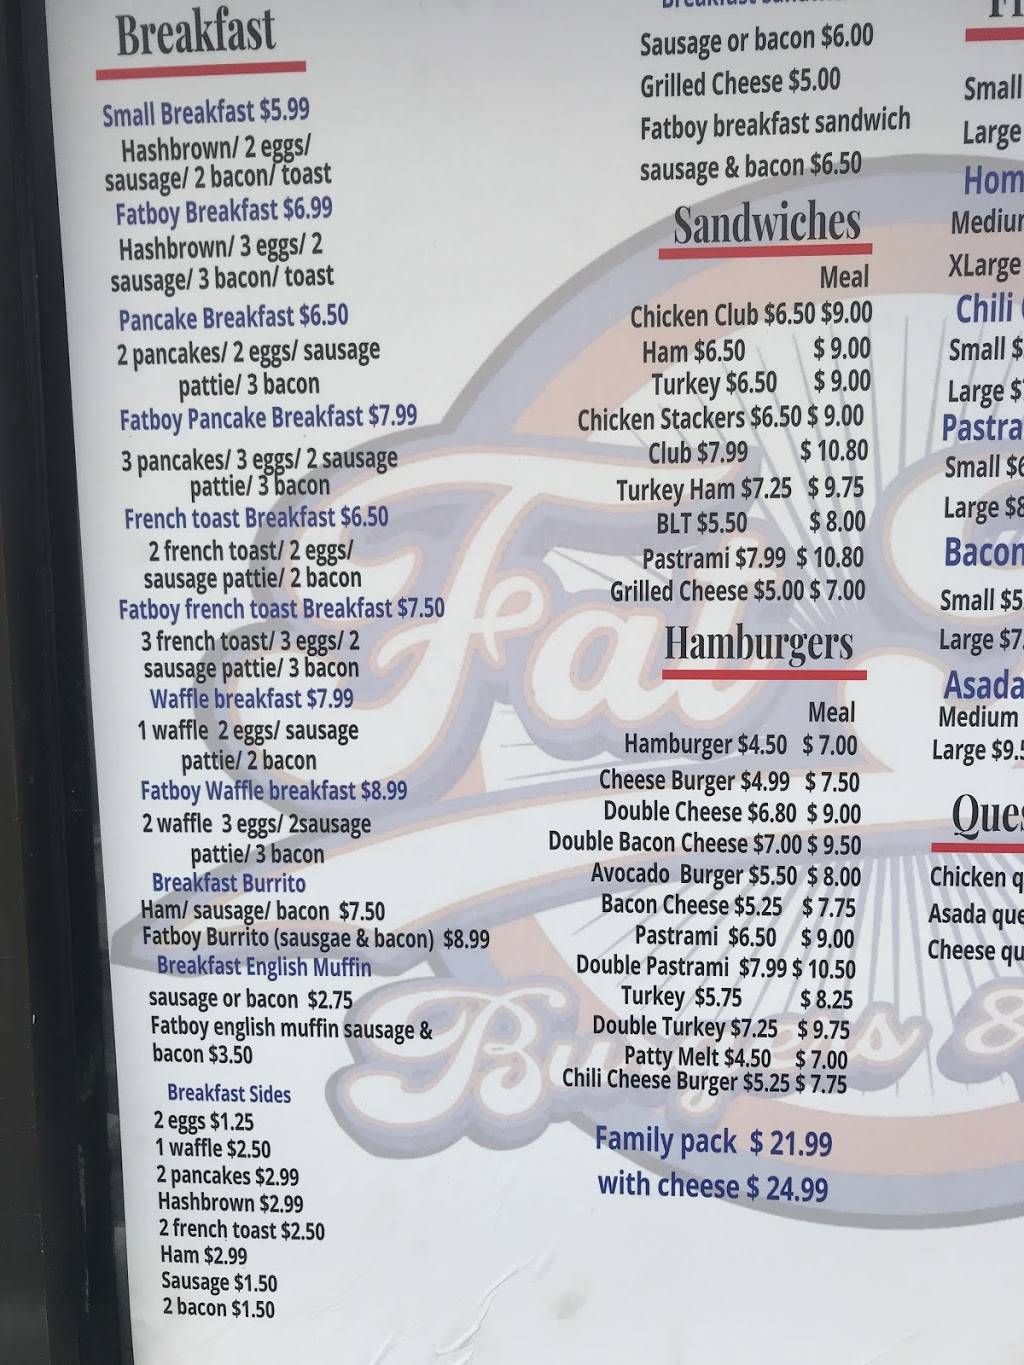 Breakfast
Small Breakfast $5.99
Hashbrown/ 2 eggs/
sausage/ 2 bacon/ toast
Fatboy Breakfast $6.99
Hashbrown/ 3 eggs/ 2
sausage/ 3 bacon/ toast
Pancake Breakfast $6.50
2 pancakes/ 2 eggs/ sausage
pattie/ 3 bacon
Fatboy Pancake Breakfast $7.99
3 pancakes/ 3 eggs/ 2 sausage
pattie/ 3 bacon
French toast Breakfast $6.50
2 french toast/ 2 eggs/
sausage pattie/ 2 bacon
Fatboy french toast Breakfast $7.50
3 french toast/ 3 eggs/ 2
sausage pattie/ 3 bacon
Waffle breakfast $7.99
1 waffle 2 eggs/ sausage
pattie/ 2 bacon
Fatboy Waffle breakfast $8.99
2 waffle 3 eggs/ 2sausage
pattie/ 3 bacon
Breakfast Burrito
Ham/ sausage/ bacon $7.50
Fatboy Burrito (sausgae & bacon) $8.99
Breakfast English Muffin
sausage or bacon $2.75
Fatboy english muffin sausage &
bacon $3.50
Breakfast Sides
2 eggs $1.25
1 waffle $2.50
2 pancakes $2.99
Hashbrown $2.99
2 french toast $2.50
Ham $2.99
Sausage $1.50
2 bacon $1.50
Sausage or bacon $6.00
Grilled Cheese $5.00
Fatboy breakfast sandwich
sausage & bacon $6.50
Sandwiches
Meal
Chicken Club $6.50 $9.00
Ham $6.50 $ 9.00
Turkey $6.50 $ 9.00
Chicken Stackers $6.50 $ 9.00
Club $7.99 $ 10.80
Turkey Ham $7.25 $ 9.75
BLT $5.50 $ 8.00
Pastrami $7.99 $ 10.80
Grilled Cheese $5.00 $ 7.00
Hamburgers
Meal
Hamburger $4.50 $ 7.00
Cheese Burger $4.99 $ 7.50
Double Cheese $6.80 $ 9.00
Double Bacon Cheese $7.00 $ 9.50
Avocado Burger $5.50 $ 8.00
Bacon Cheese $5.25 $ 7.75
Pastrami $6.50 $ 9.00
Double Pastrami $7.99 $ 10.50
Turkey $5.75 $ 8.25
Double Turkey $7.25 $ 9.75
Patty Melt $4.50 $ 7.00
Chili Cheese Burger $5.25 $ 7.75
Family pack $ 21.99
with cheese $ 24.99
Small
Large
Hom
Medium
XLarge
Chili
Small $
Large $
Pastra
Small $6
Large $8
Bacon
Small $5
Large $7.
Asada
Medium
Large $9.5
Ques
Chicken q
Asada que
Cheese qu
Fat
Burgers &